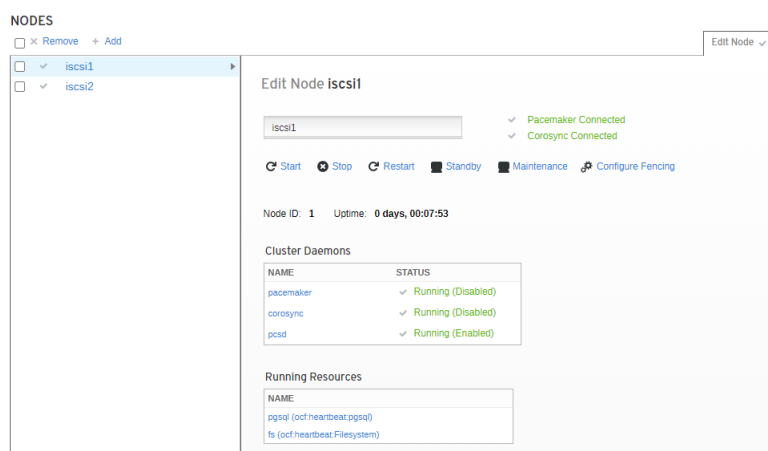 NODES
Remove + Add
Edit Node
iscsi1
iscsi2
Edit Node iscsi1
iscsi1
Pacemaker Connected
Corosync Connected
Start Stop Restart Standby Maintenance Configure Fencing
Node ID: 1 Uptime: 0 days, 00:07:53
Cluster Daemons
NAME STATUS
pacemaker Running (Disabled)
corosync Running (Disabled)
pcsd Running (Enabled)
Running Resources
NAME
pgsql (ocf:heartbeat:pgsql)
fs (ocf:heartbeat:Filesystem)